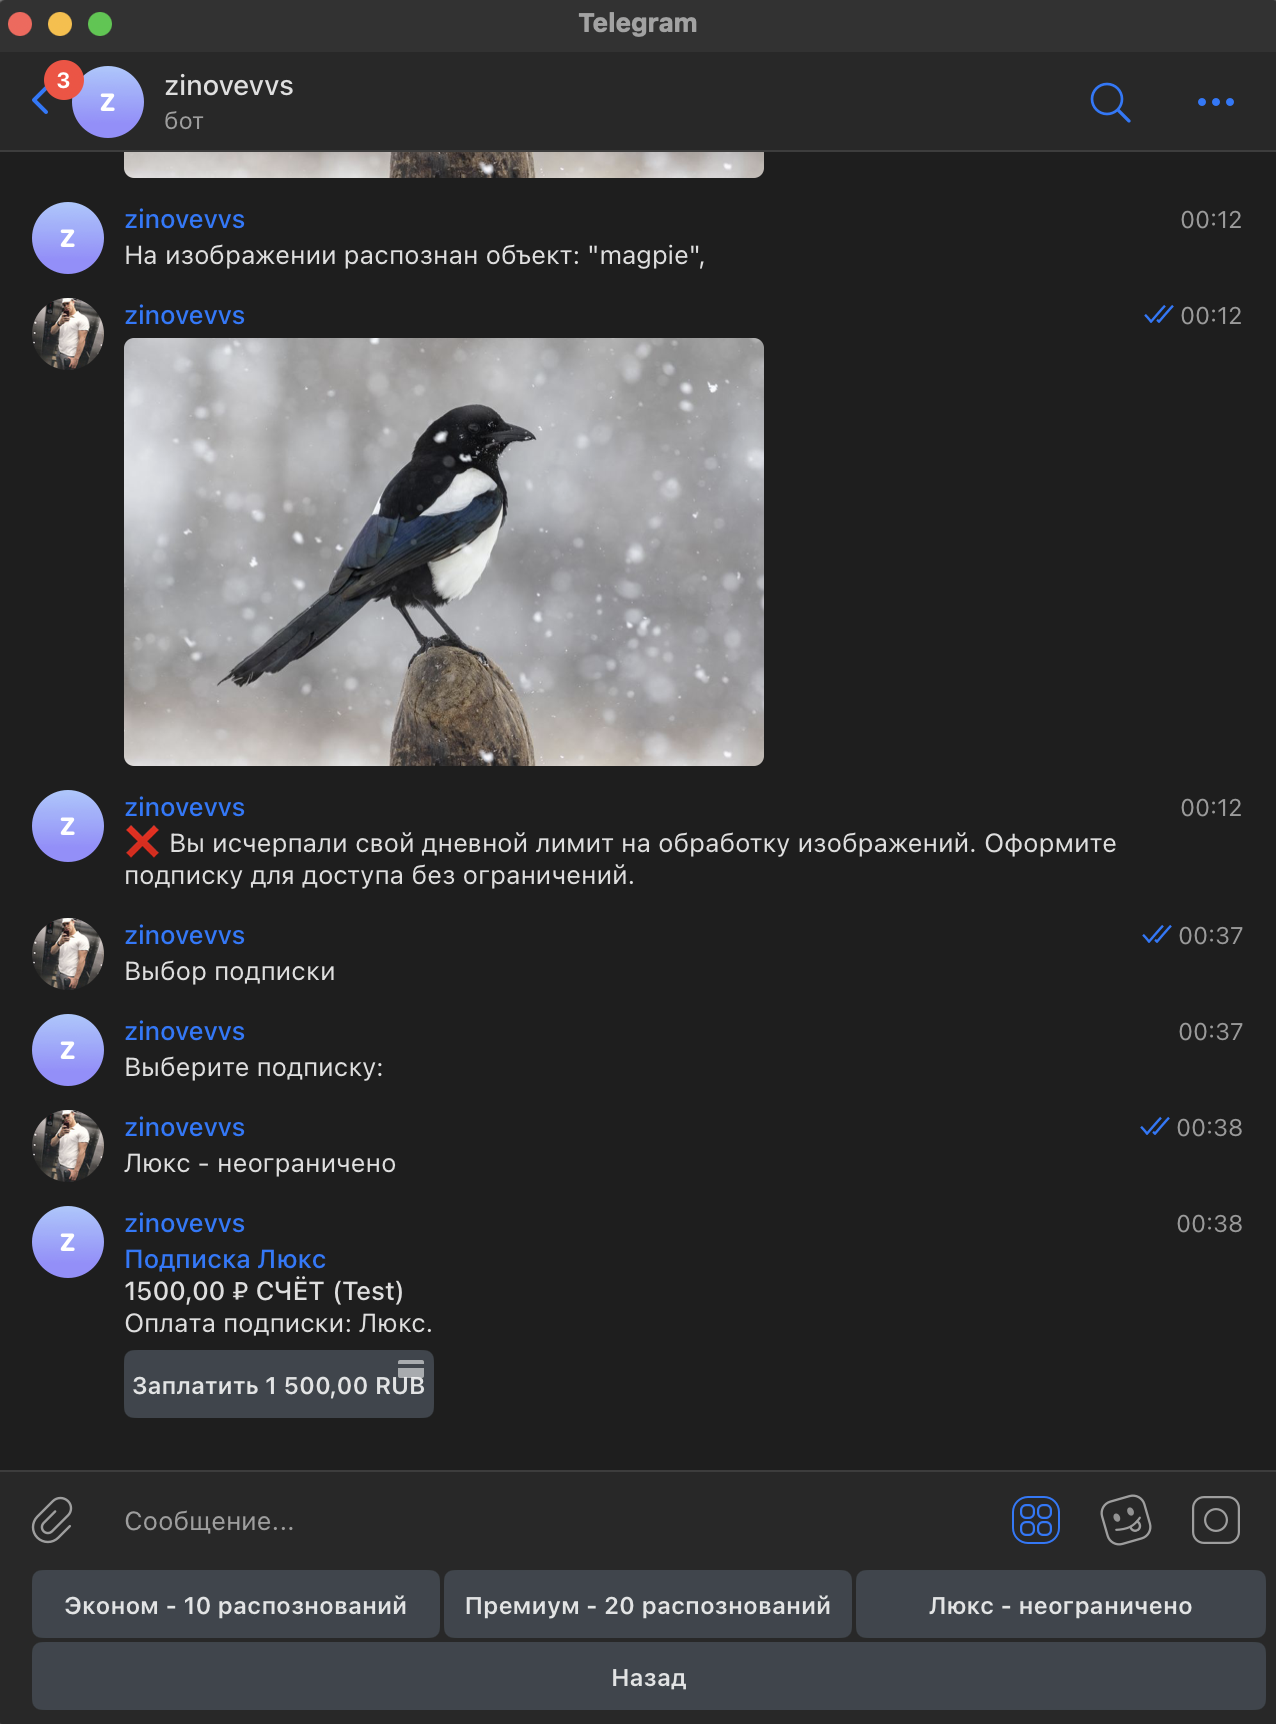 Telegram
3
z
zinovevvs
бот
z
zinovevvs
00:12
На изображении распознан объект: "magpie",
zinovevvs
00:12
z
zinovevvs
00:12
❌ Вы исчерпали свой дневной лимит на обработку изображений. Оформите
подписку для доступа без ограничений.
zinovevvs
00:37
Выбор подписки
z
zinovevvs
00:37
Выберите подписку:
zinovevvs
00:38
Люкс - неограничено
z
zinovevvs
00:38
Подписка Люкс
1500,00 ₽ СЧЁТ (Test)
Оплата подписки: Люкс.
Заплатить 1 500,00 RUB
Сообщение...
Эконом - 10 распознований
Премиум - 20 распознований
Люкс - неограничено
Назад